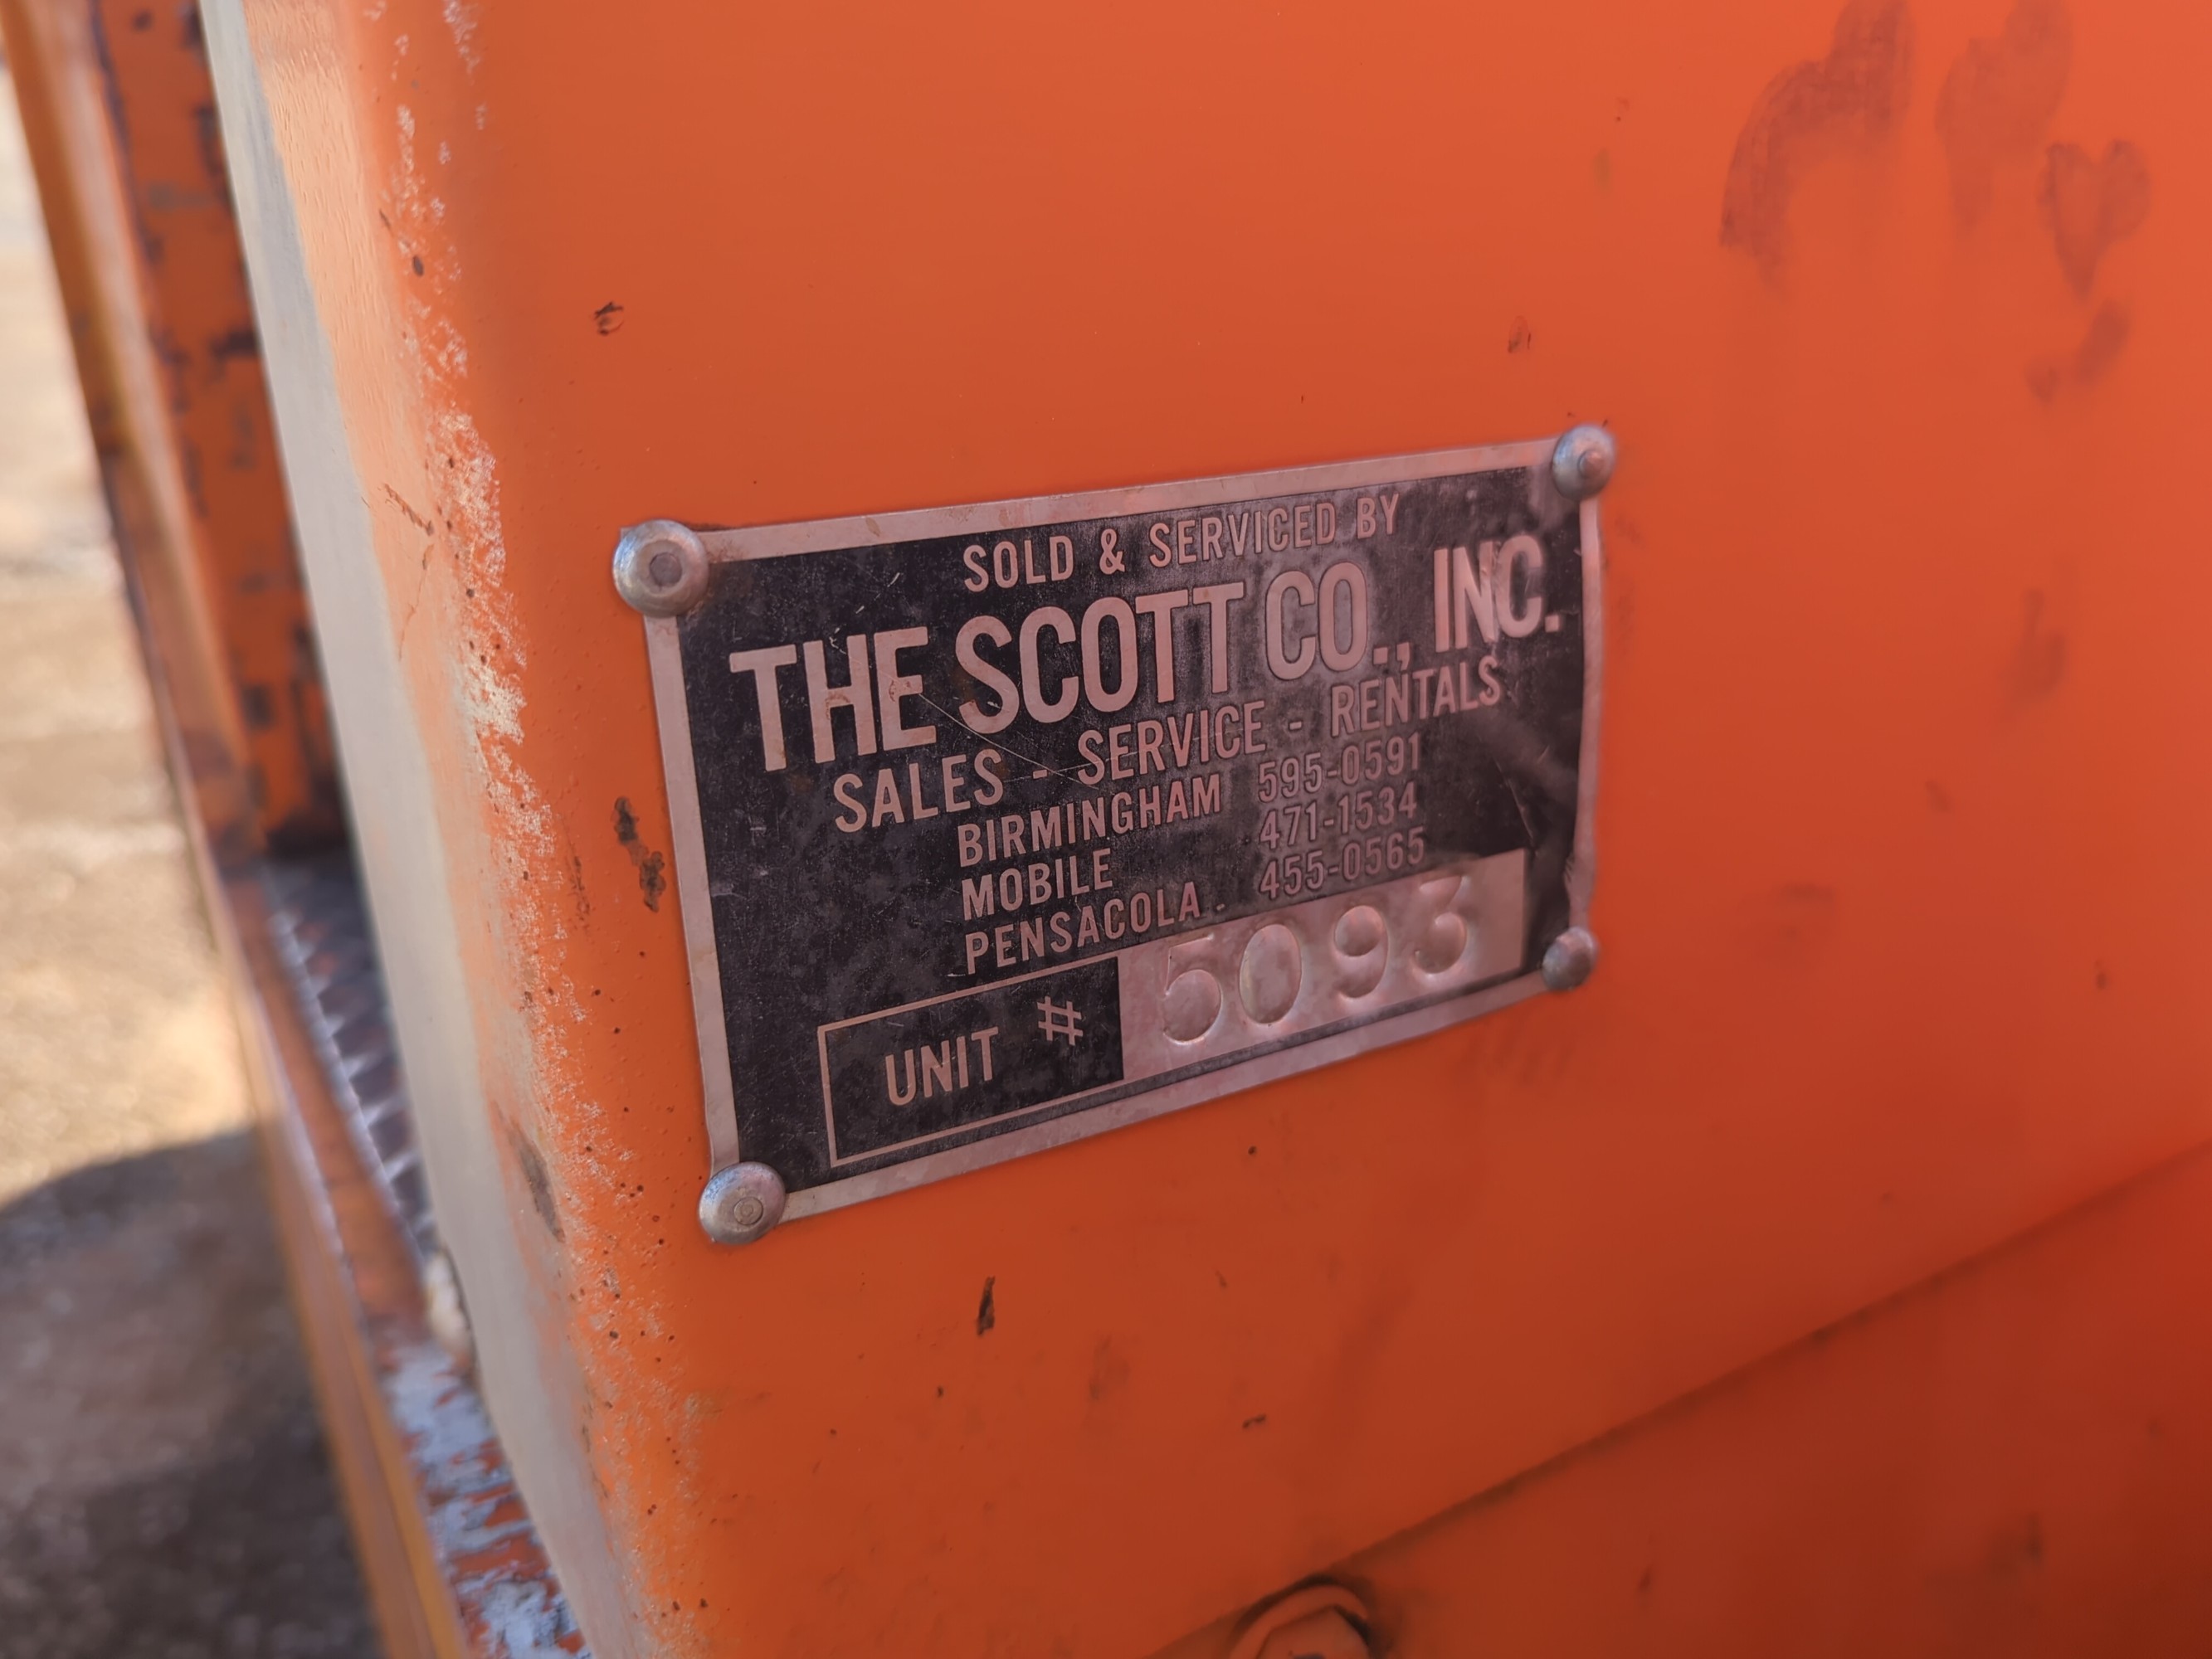 SOLD & SERVICED BY
THE SCOTT CO., INC.
SALES - SERVICE - RENTALS
BIRMINGHAM 595-0591
MOBILE 471-1534
PENSACOLA . 455-0565
UNIT # 5093